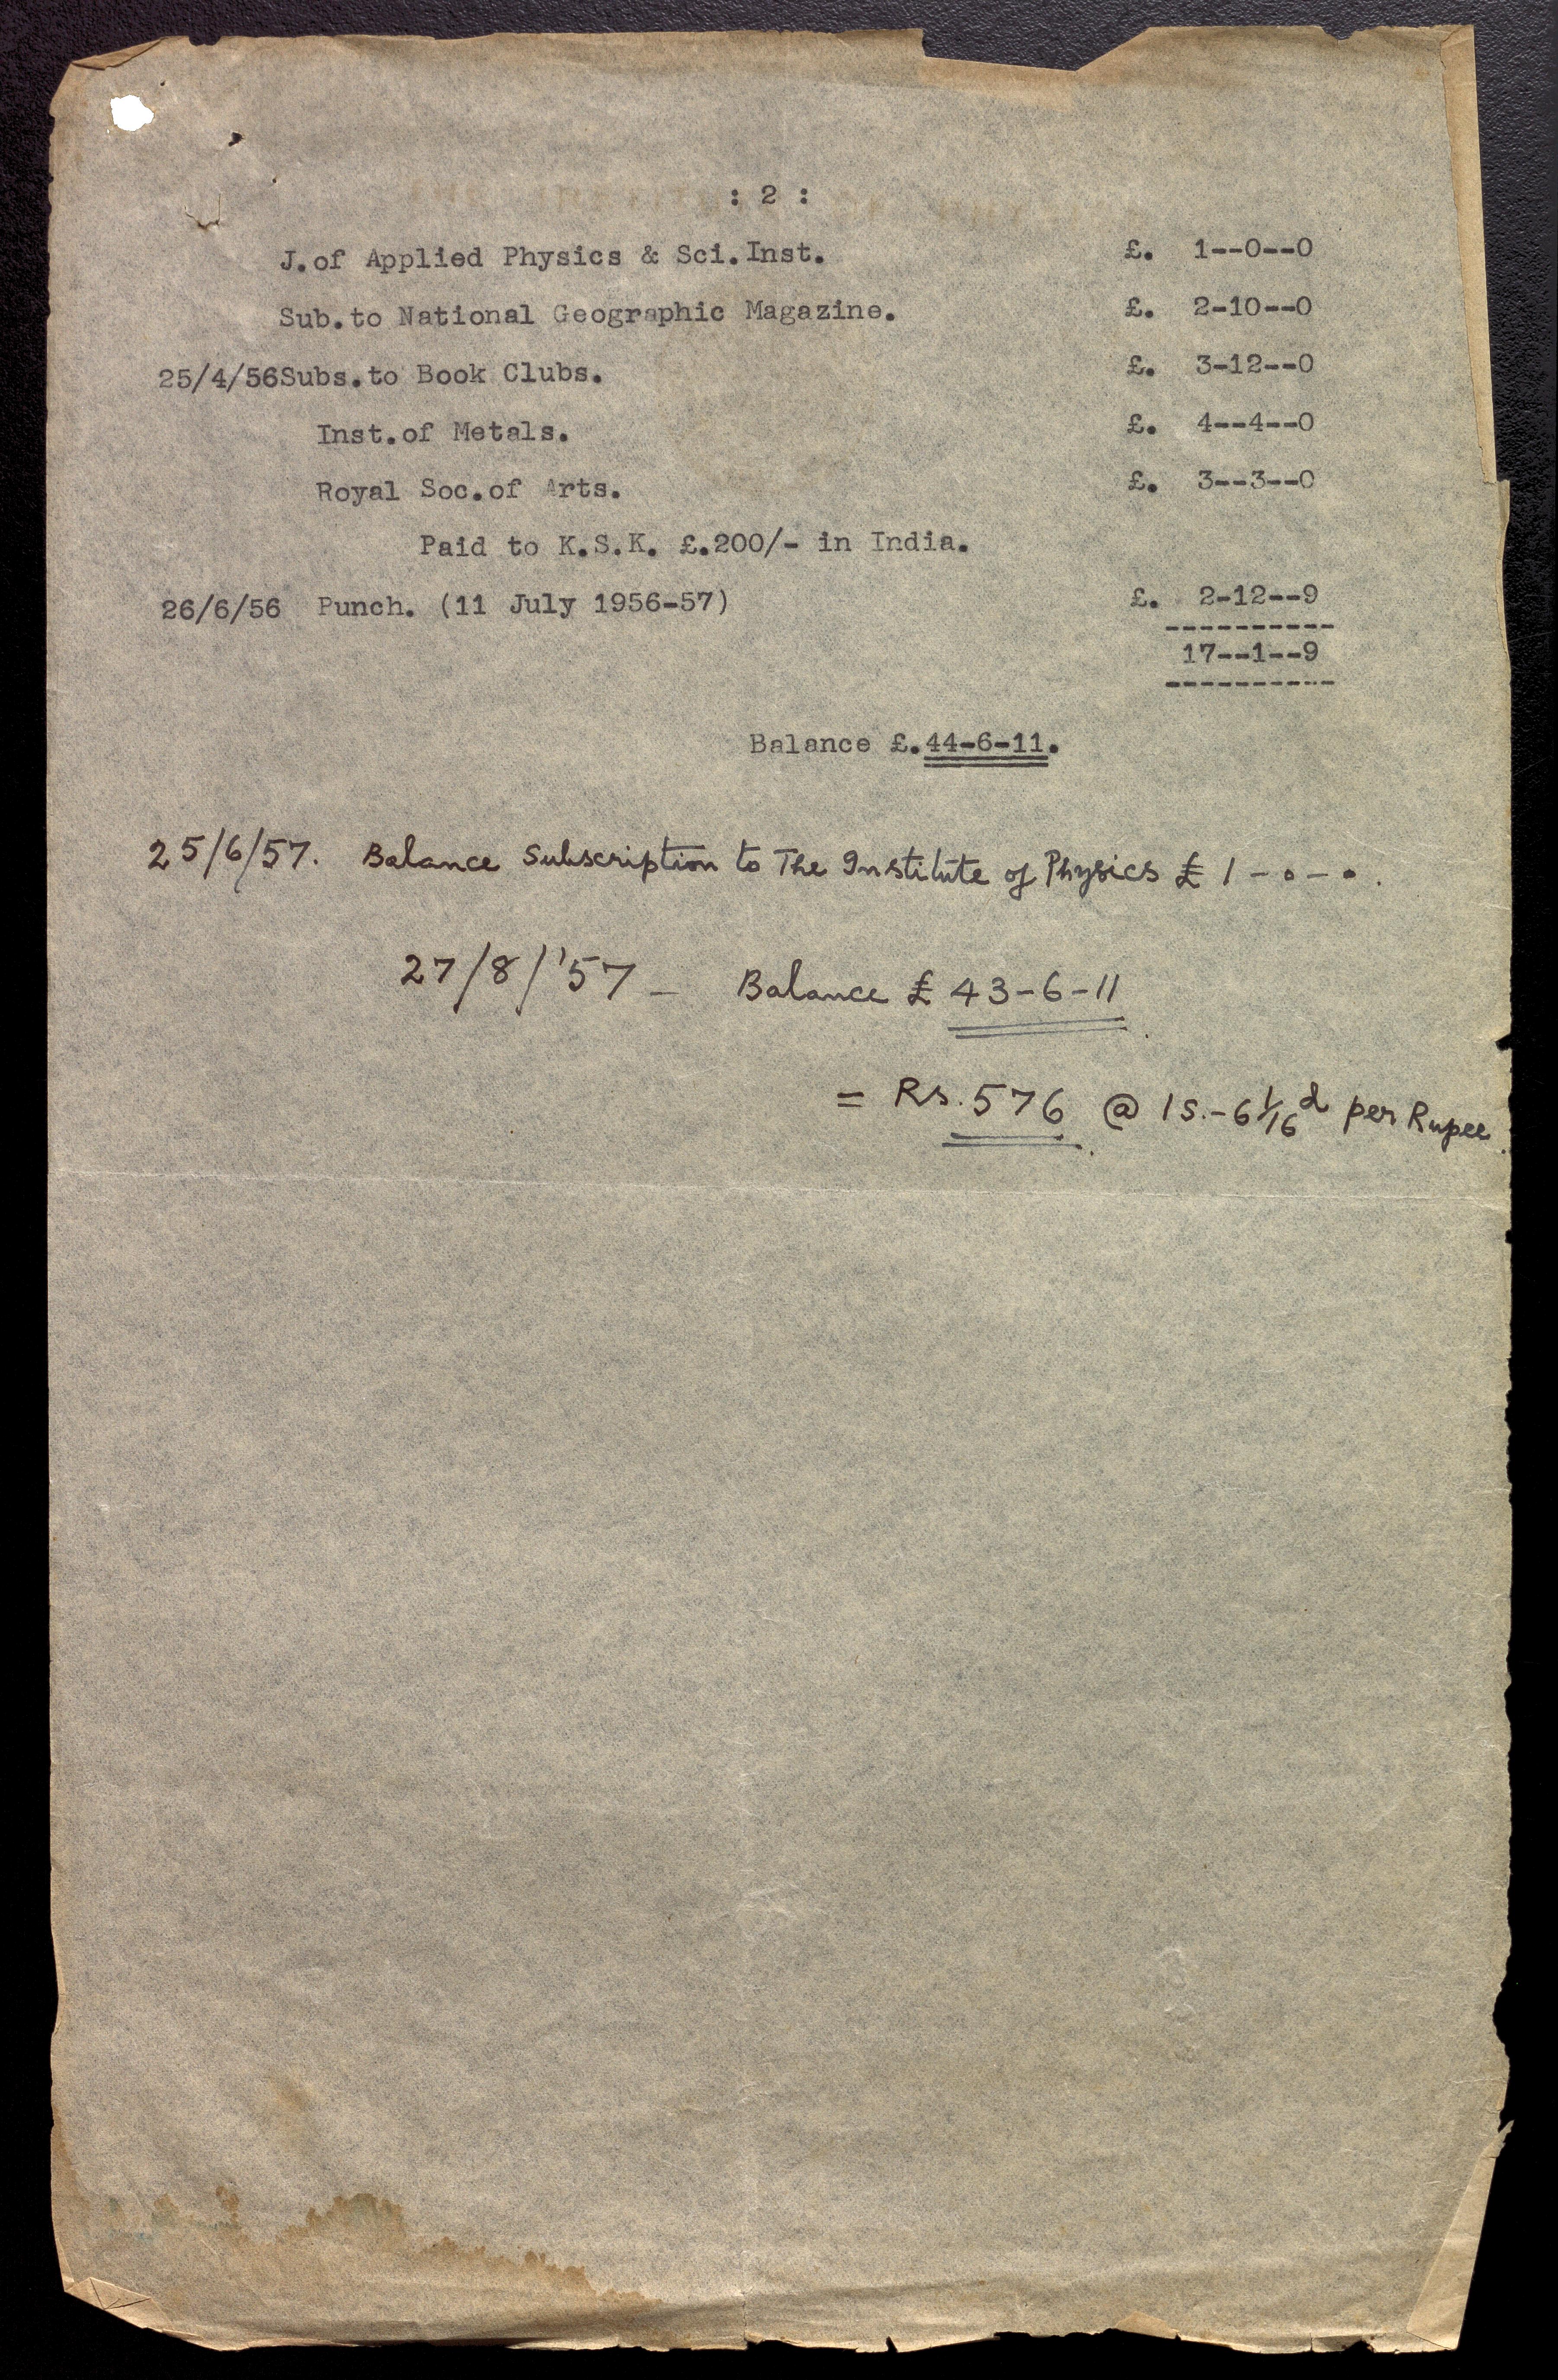 : 2 :
J.of Applied Physics & Sci.Inst. £. 1--0--0
Sub.to National Geographic Magazine. £. 2-10--0
25/4/56Subs.to Book Clubs. £. 3-12--0
Inst.of Metals. £. 4--4--0
Royal Soc.of Arts. £. 3--3--0
Paid to K.S.K. £.200/- in India.
26/6/56 Punch. (11 July 1956-57) £. 2-12--9
----------
17--1--9
----------
Balance £.44-6-11.
25/6/57. Balance Subscription to The Institute of Physics £ 1-0-0.
27/8/'57 - Balance £ 43-6-11
= Rs. 576 @ 1s.-6 1/16 d per Rupee.